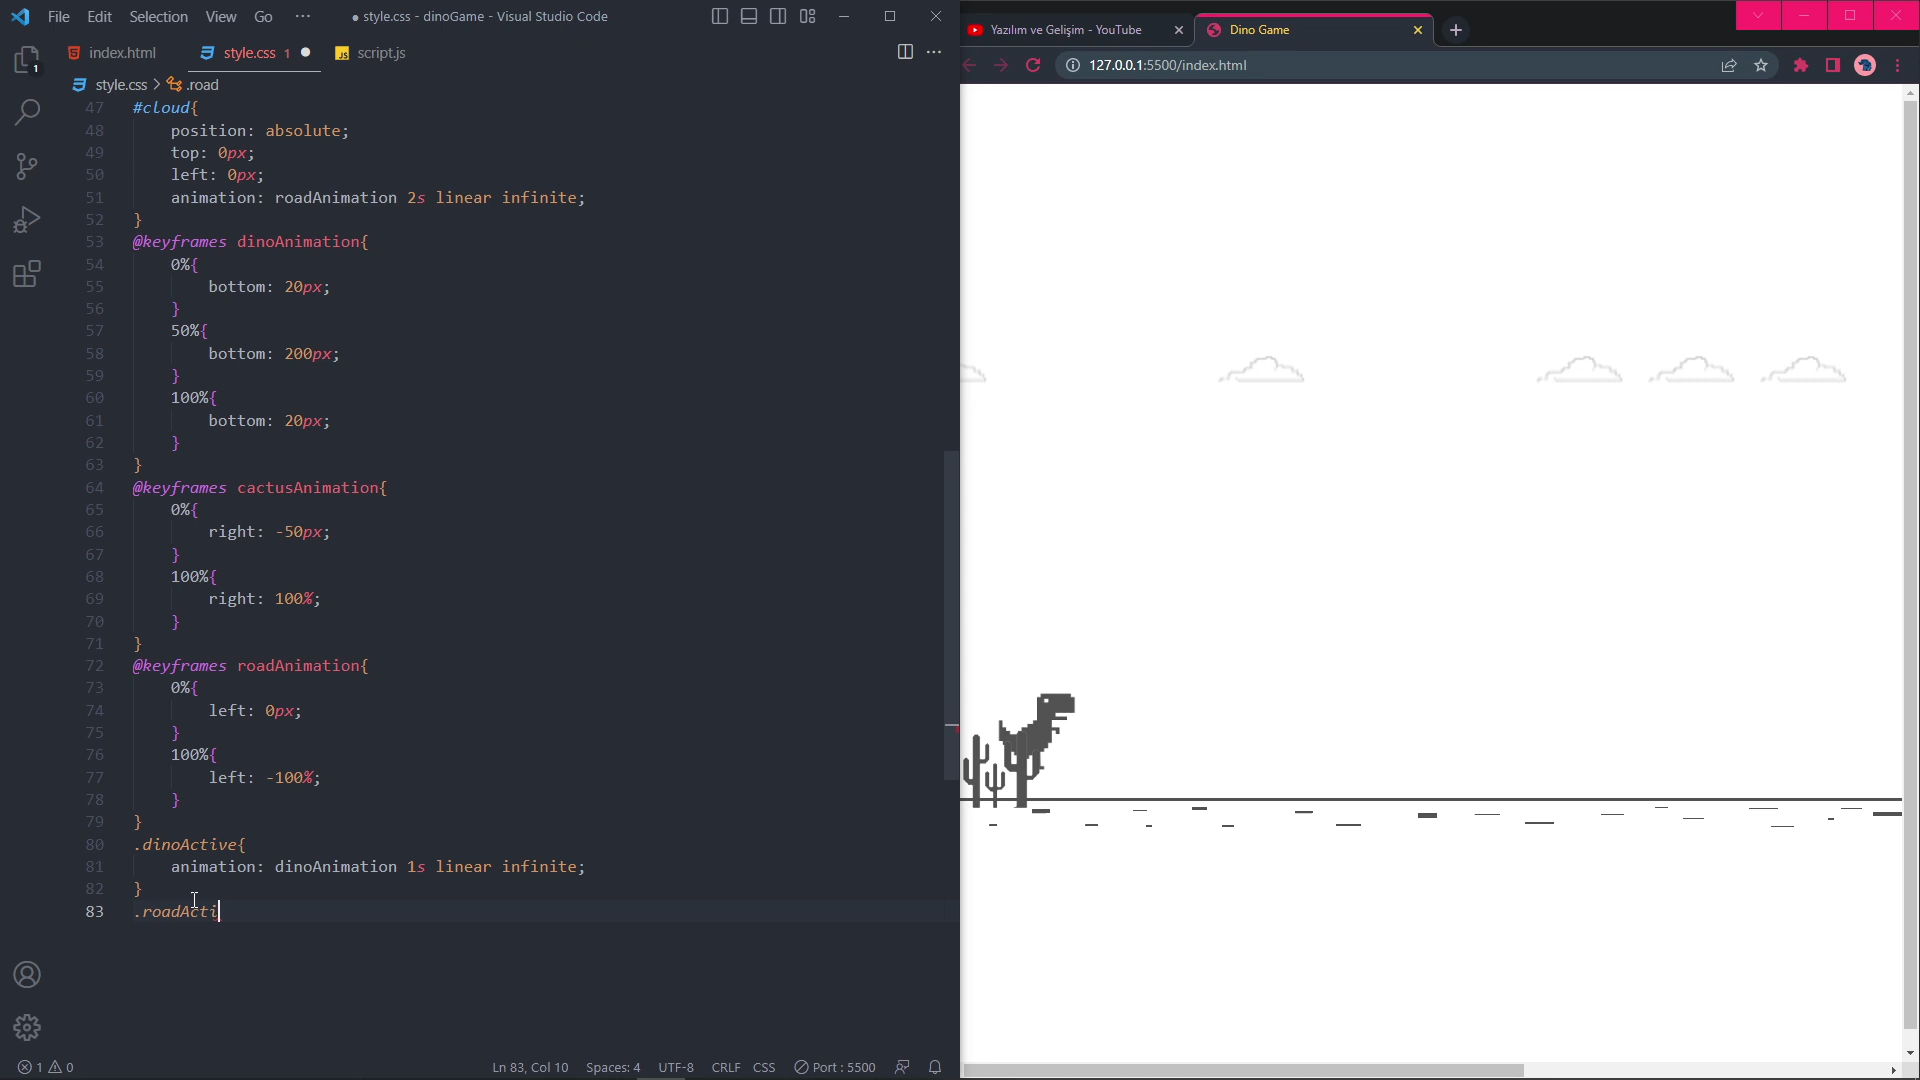 File Edit Selection View Go ··· ● style.css - dinoGame - Visual Studio Code
index.html style.css 1 ● script.js
style.css > .road
47 #cloud{
48 position: absolute;
49 top: 0px;
50 left: 0px;
51 animation: roadAnimation 2s linear infinite;
52 }
53 @keyframes dinoAnimation{
54 0%{
55 bottom: 20px;
56 }
57 50%{
58 bottom: 200px;
59 }
60 100%{
61 bottom: 20px;
62 }
63 }
64 @keyframes cactusAnimation{
65 0%{
66 right: -50px;
67 }
68 100%{
69 right: 100%;
70 }
71 }
72 @keyframes roadAnimation{
73 0%{
74 left: 0px;
75 }
76 100%{
77 left: -100%;
78 }
79 }
80 .dinoActive{
81 animation: dinoAnimation 1s linear infinite;
82 }
83 .roadActi
1 0 Ln 83, Col 10 Spaces: 4 UTF-8 CRLF CSS Port : 5500
Yazılım ve Gelişim - YouTube Dino Game
127.0.0.1:5500/index.html